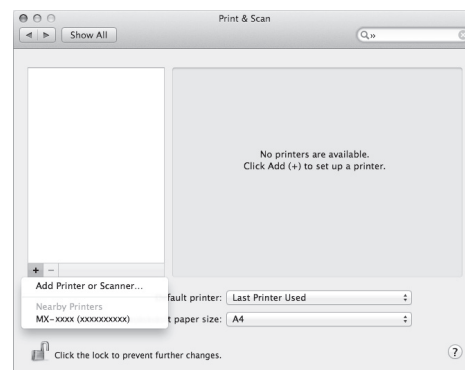 Print & Scan
Show All
»
No printers are available.
Click Add (+) to set up a printer.
+ −
Add Printer or Scanner...
Nearby Printers
MX-xxxx (xxxxxxxxxx)
fault printer: Last Printer Used
t paper size: A4
Click the lock to prevent further changes.
?